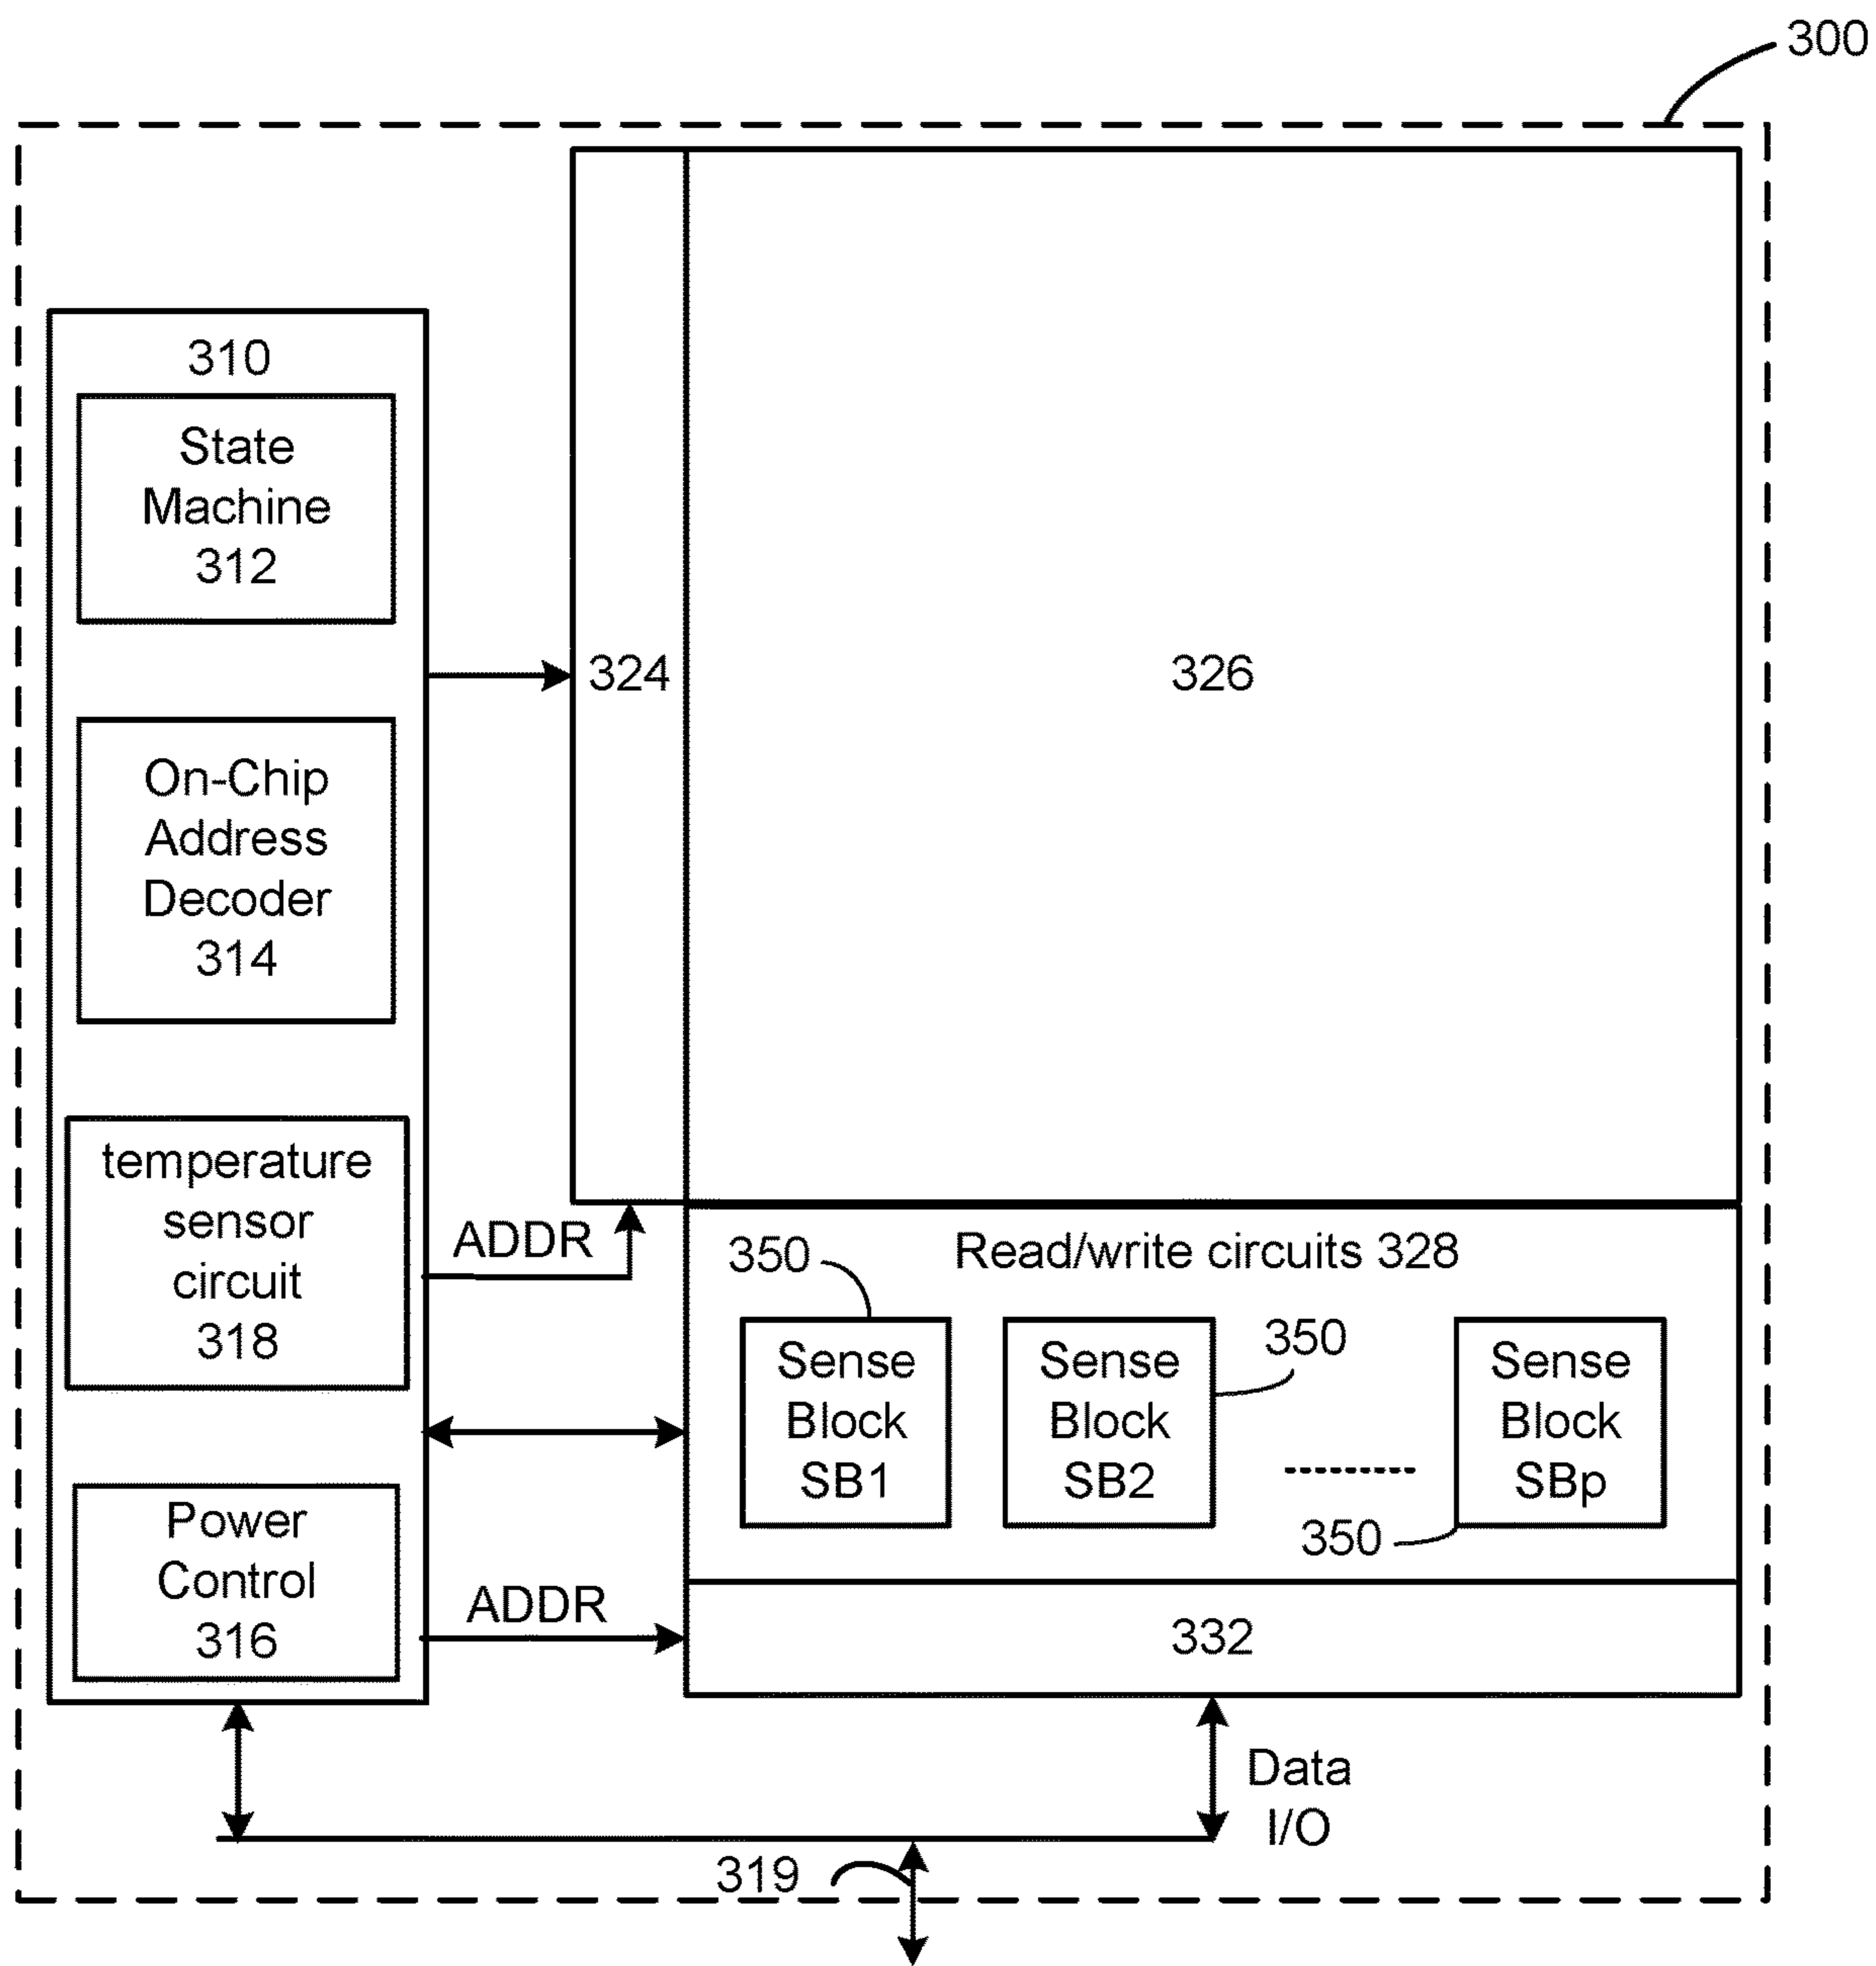 300
310
State
Machine
312
On-Chip
Address
Decoder
314
temperature
sensor
circuit
318
Power
Control
316
324
326
ADDR
Read/write circuits 328
350
Sense
Block
SB1
Sense
Block
SB2
350
Sense
Block
SBp
350
ADDR
332
Data
I/O
319